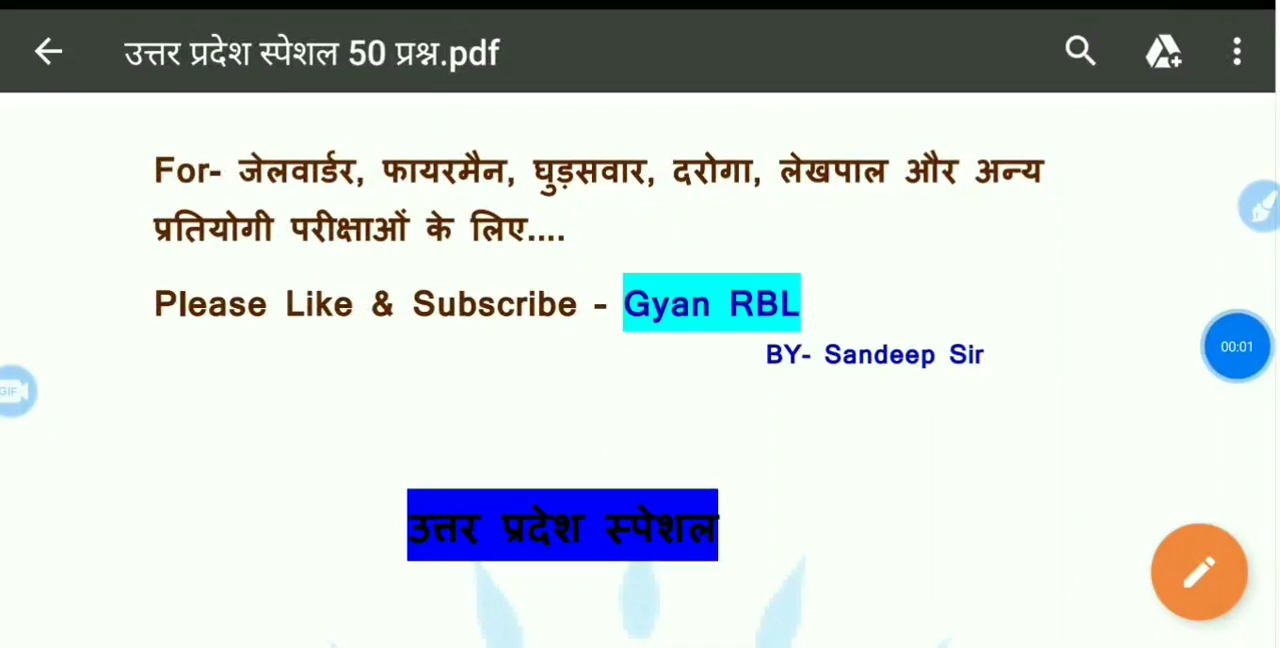 उत्तर प्रदेश स्पेशल 50 प्रश्न.pdf
For- जेलवार्डर, फायरमैन, घुड़सवार, दरोगा, लेखपाल और अन्य
प्रतियोगी परीक्षाओं के लिए....
Please Like & Subscribe - Gyan RBL
BY- Sandeep Sir
00:01
GIF
उत्तर प्रदेश स्पेशल